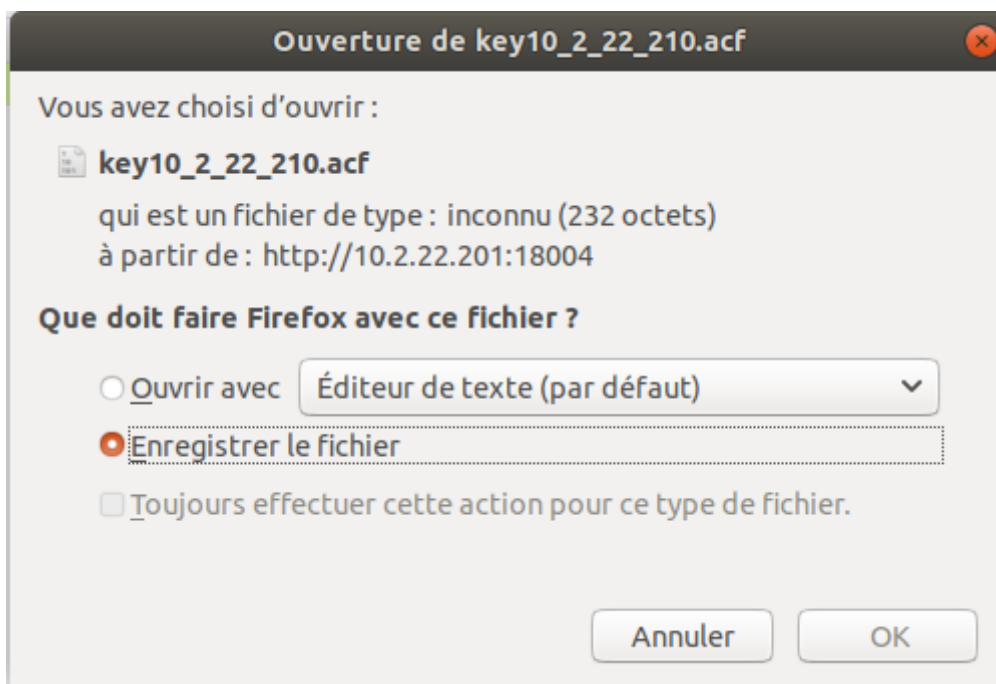 Ouverture de key10_2_22_210.acf
Vous avez choisi d'ouvrir :
key10_2_22_210.acf
qui est un fichier de type : inconnu (232 octets)
à partir de : http://10.2.22.201:18004
Que doit faire Firefox avec ce fichier ?
Ouvrir avec Éditeur de texte (par défaut)
Enregistrer le fichier
Toujours effectuer cette action pour ce type de fichier.
Annuler OK